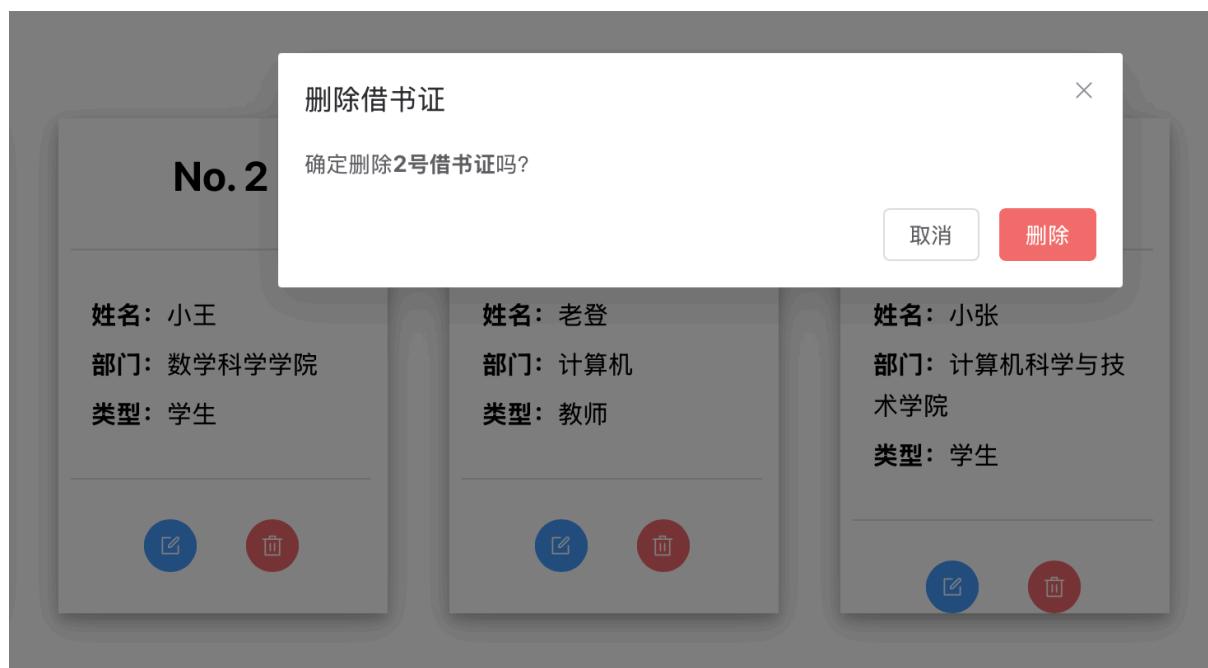 删除借书证
确定删除2号借书证吗?
取消
删除
No. 2
姓名：小王
部门：数学科学学院
类型：学生
姓名：老登
部门：计算机
类型：教师
姓名：小张
部门：计算机科学与技
术学院
类型：学生